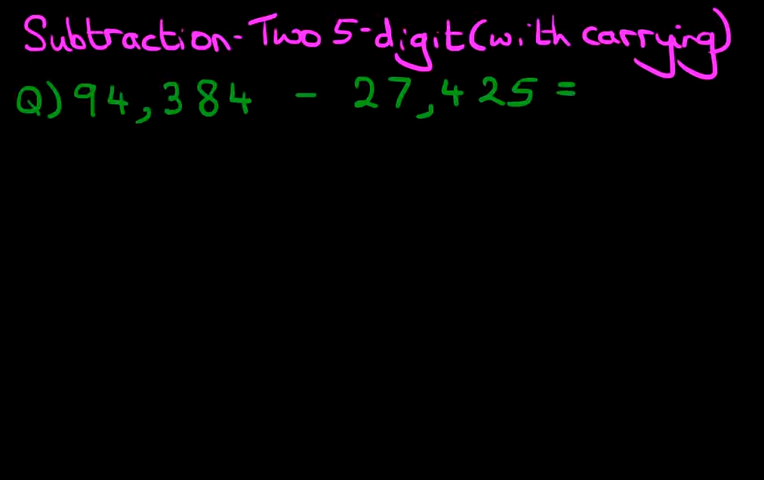 Subtraction - Two 5-digit (with carrying)
Q) 94,384 - 27,425 =